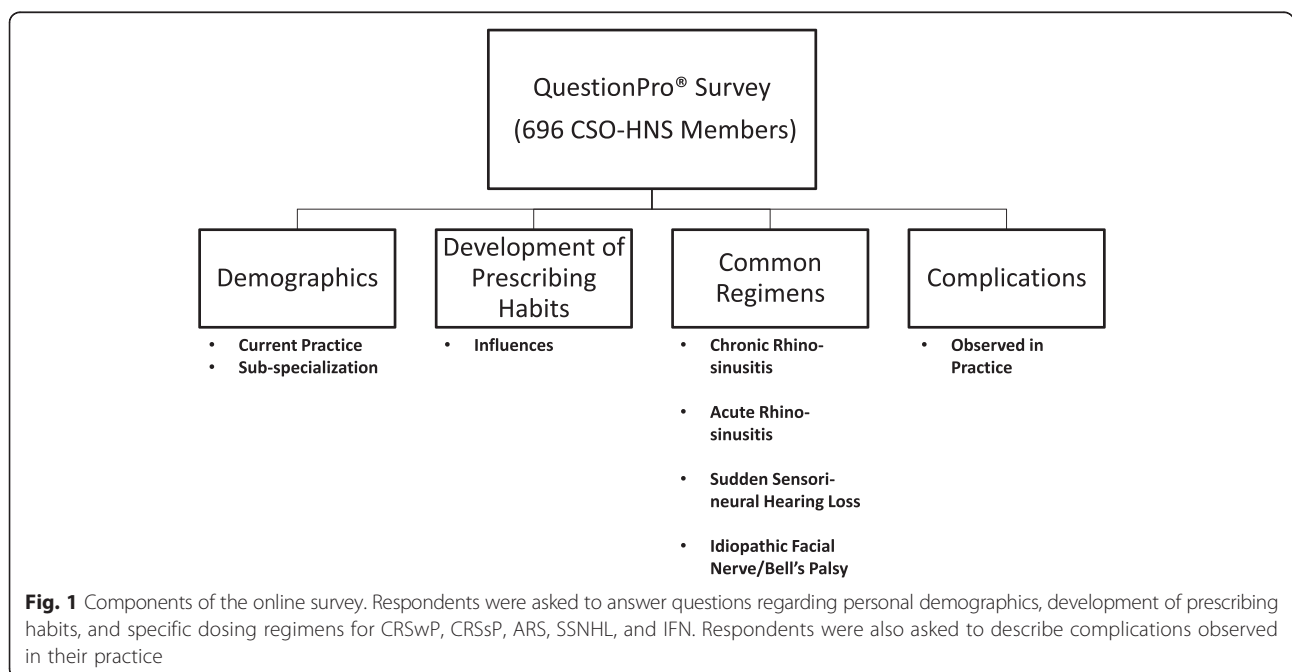 QuestionPro® Survey
(696 CSO-HNS Members)
Demographics
• Current Practice
• Sub-specialization
Development of
Prescribing
Habits
• Influences
Common
Regimens
• Chronic Rhino-
sinusitis
• Acute Rhino-
sinusitis
• Sudden Sensori-
neural Hearing Loss
• Idiopathic Facial
Nerve/Bell's Palsy
Complications
• Observed in
Practice
Fig. 1 Components of the online survey. Respondents were asked to answer questions regarding personal demographics, development of prescribing
habits, and specific dosing regimens for CRSwP, CRSsP, ARS, SSNHL, and IFN. Respondents were also asked to describe complications observed
in their practice